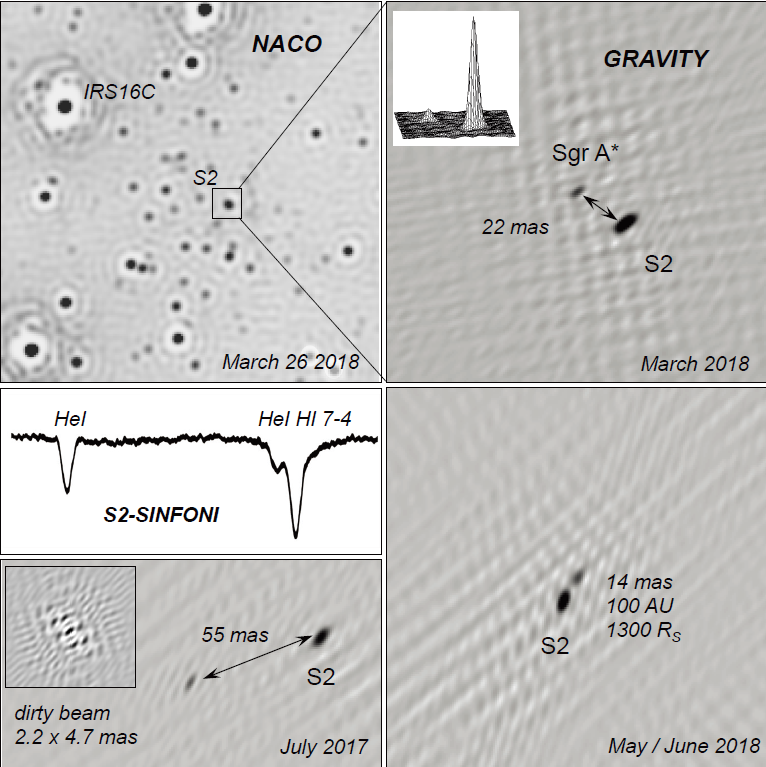 NACO
IRS16C
S2
March 26 2018
GRAVITY
Sgr A*
22 mas
S2
March 2018
HeI
HeI HI 7-4
S2-SINFONI
55 mas
S2
dirty beam
2.2 x 4.7 mas
July 2017
14 mas
100 AU
1300 R_S
S2
May / June 2018